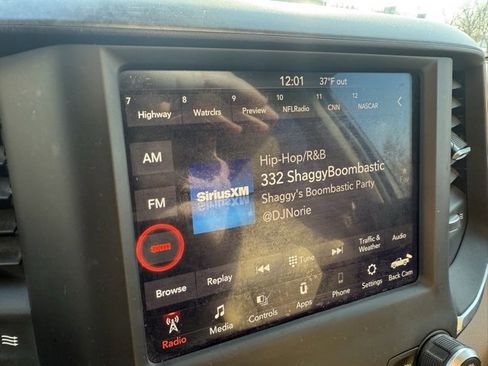 12:01 37°F out
7 8 9 10 11 12
Highway Watrclrs Preview NFLRadio CNN NASCAR
AM
Hip-Hop/R&B
332 ShaggyBoombastic
SiriusXM
Shaggy's Boombastic Party
FM
@DJNorie
SXM
Browse Replay Tune Traffic & Weather Audio
Radio Media Controls Apps Phone Settings Back Cam